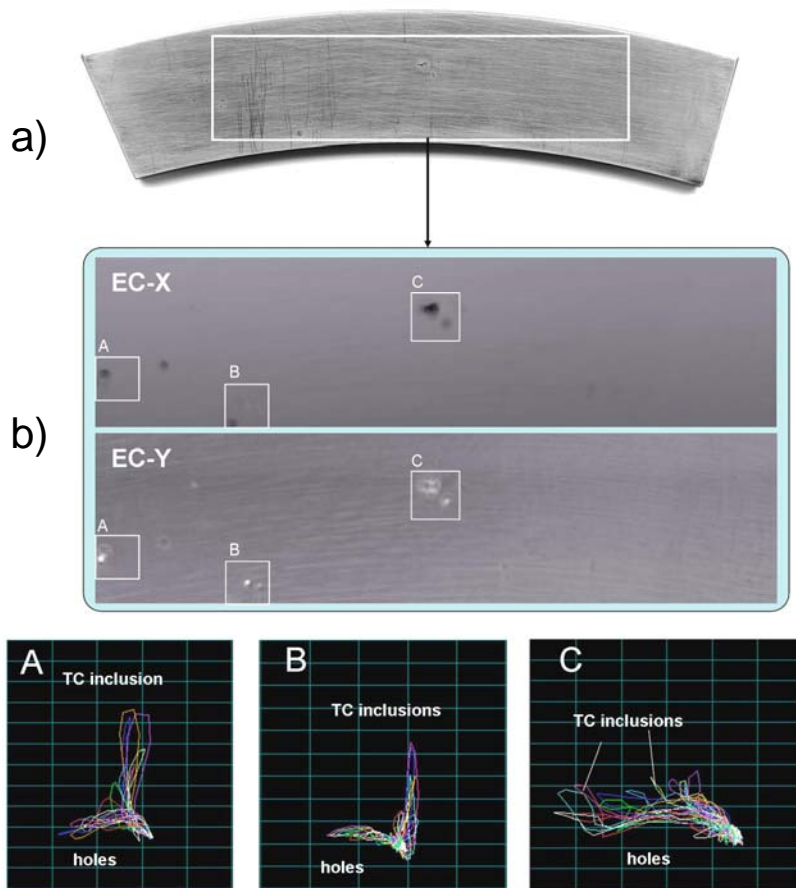 a)
b)
EC-X
C
A
B
EC-Y
C
A
B
A
TC inclusion
holes
B
TC inclusions
holes
C
TC inclusions
holes